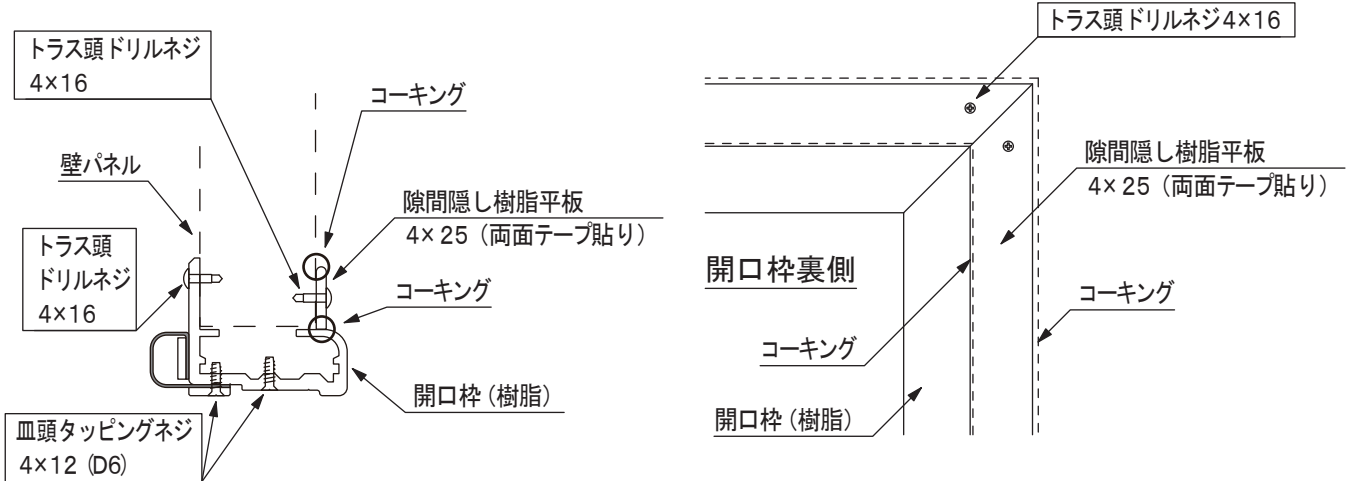 トラス頭ドリルネジ
4×16
コーキング
壁パネル
隙間隠し樹脂平板
4×25（両面テープ貼り）
トラス頭
ドリルネジ
4×16
コーキング
開口枠（樹脂）
皿頭タッピングネジ
4×12（D6）
トラス頭ドリルネジ4×16
隙間隠し樹脂平板
4×25（両面テープ貼り）
開口枠裏側
コーキング
コーキング
開口枠（樹脂）